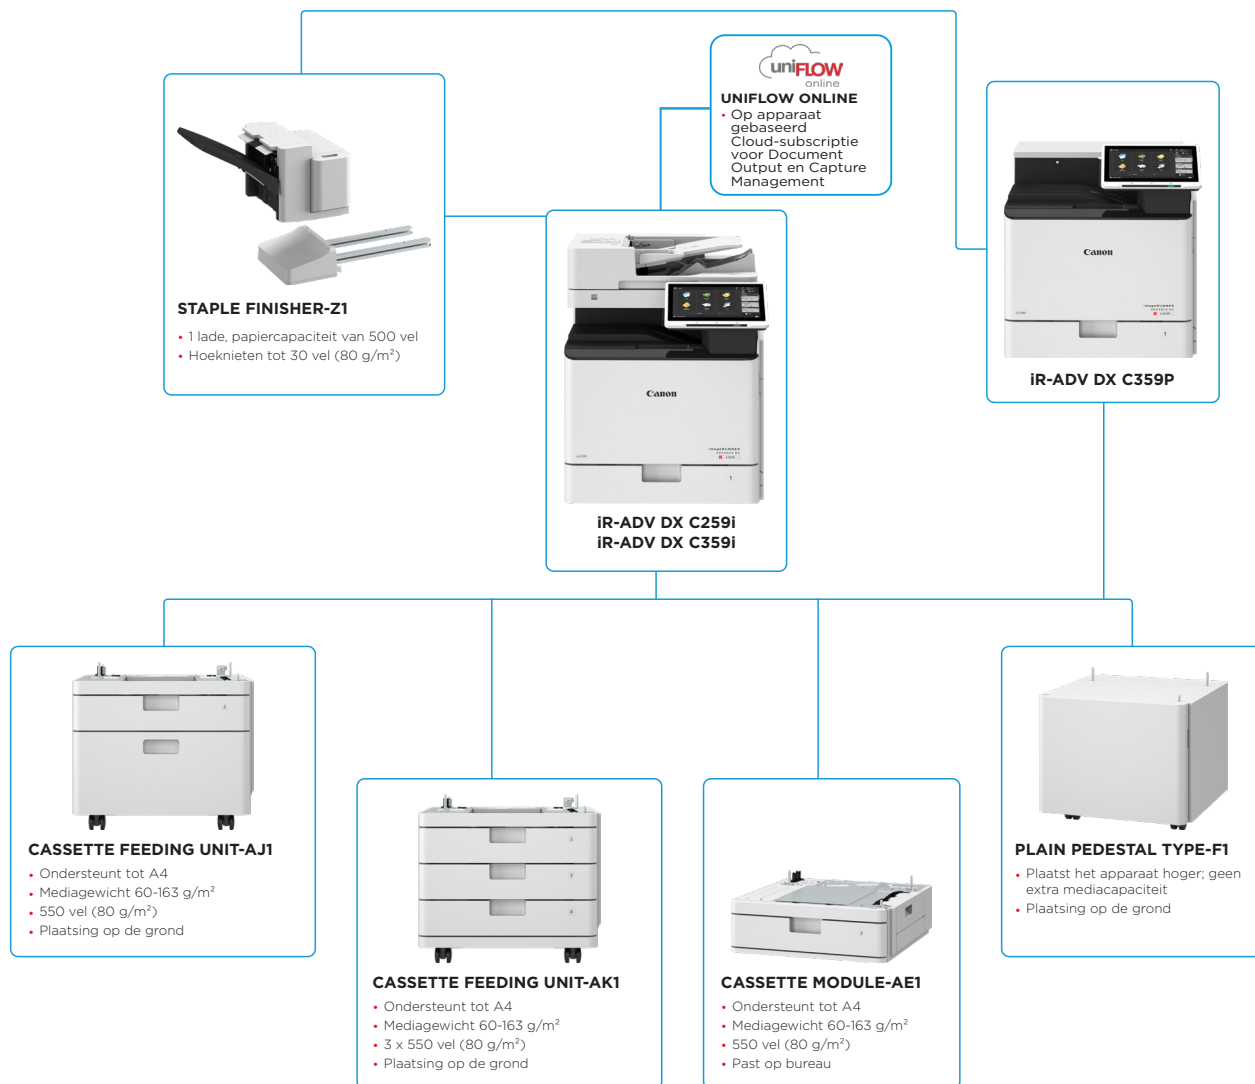 uniFLOW
online
UNIFLOW ONLINE
• Op apparaat
gebaseerd
Cloud-subscriptie
voor Document
Output en Capture
Management
STAPLE FINISHER-Z1
• 1 lade, papiercapaciteit van 500 vel
• Hoeknieten tot 30 vel (80 g/m²)
Canon
1
iR-ADV DX C259i
iR-ADV DX C359i
Canon
1
iR-ADV DX C359P
CASSETTE FEEDING UNIT-AJ1
• Ondersteunt tot A4
• Mediagewicht 60-163 g/m²
• 550 vel (80 g/m²)
• Plaatsing op de grond
CASSETTE FEEDING UNIT-AK1
• Ondersteunt tot A4
• Mediagewicht 60-163 g/m²
• 3 x 550 vel (80 g/m²)
• Plaatsing op de grond
CASSETTE MODULE-AE1
• Ondersteunt tot A4
• Mediagewicht 60-163 g/m²
• 550 vel (80 g/m²)
• Past op bureau
PLAIN PEDESTAL TYPE-F1
• Plaatst het apparaat hoger; geen
extra mediacapaciteit
• Plaatsing op de grond